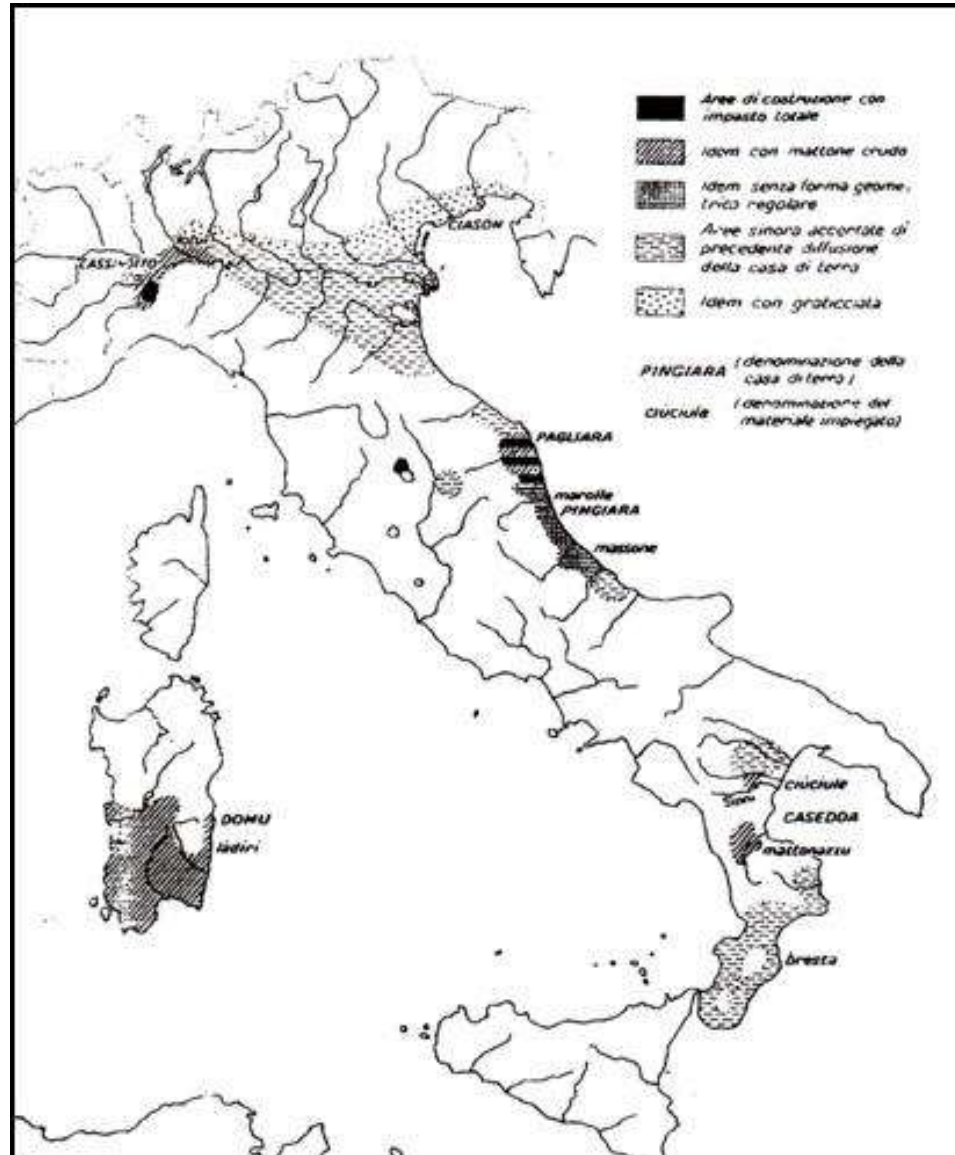 Aree di costruzione con
impasto totale
Idem con mattone crudo
Idem senza forma geome-
trica regolare
Aree sinora accertate di
precedente diffusione
della casa di terra
Idem con graticciata
PINGIARA (denominazione della
casa di terra)
ciuciule (denominazione del
materiale impiegato)
CIASON
PAGLIARA
marolle
PINGIARA
massone
DOMU
làdiri
ciuciule
CASEDDA
mattonazzu
bresta